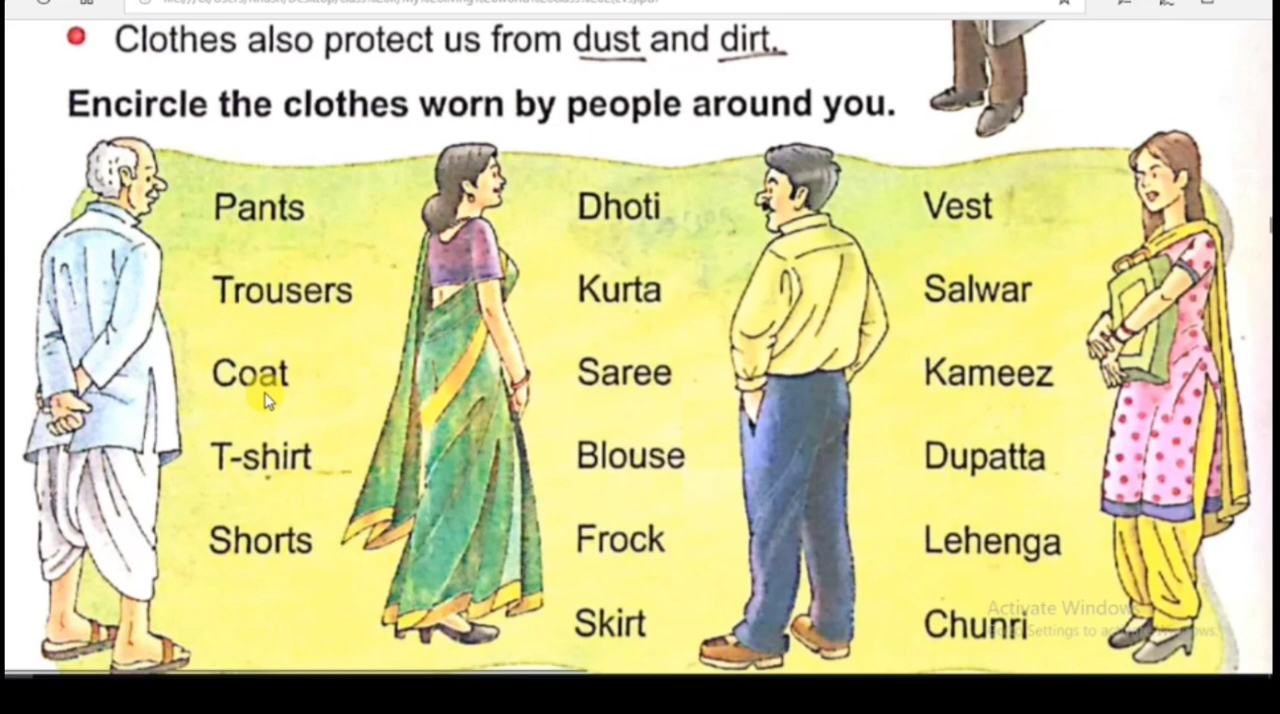 Clothes also protect us from dust and dirt.
Encircle the clothes worn by people around you.
Pants
Trousers
Coat
T-shirt
Shorts
Dhoti
Kurta
Saree
Blouse
Frock
Skirt
Vest
Salwar
Kameez
Dupatta
Lehenga
Chunri
Activate Windows